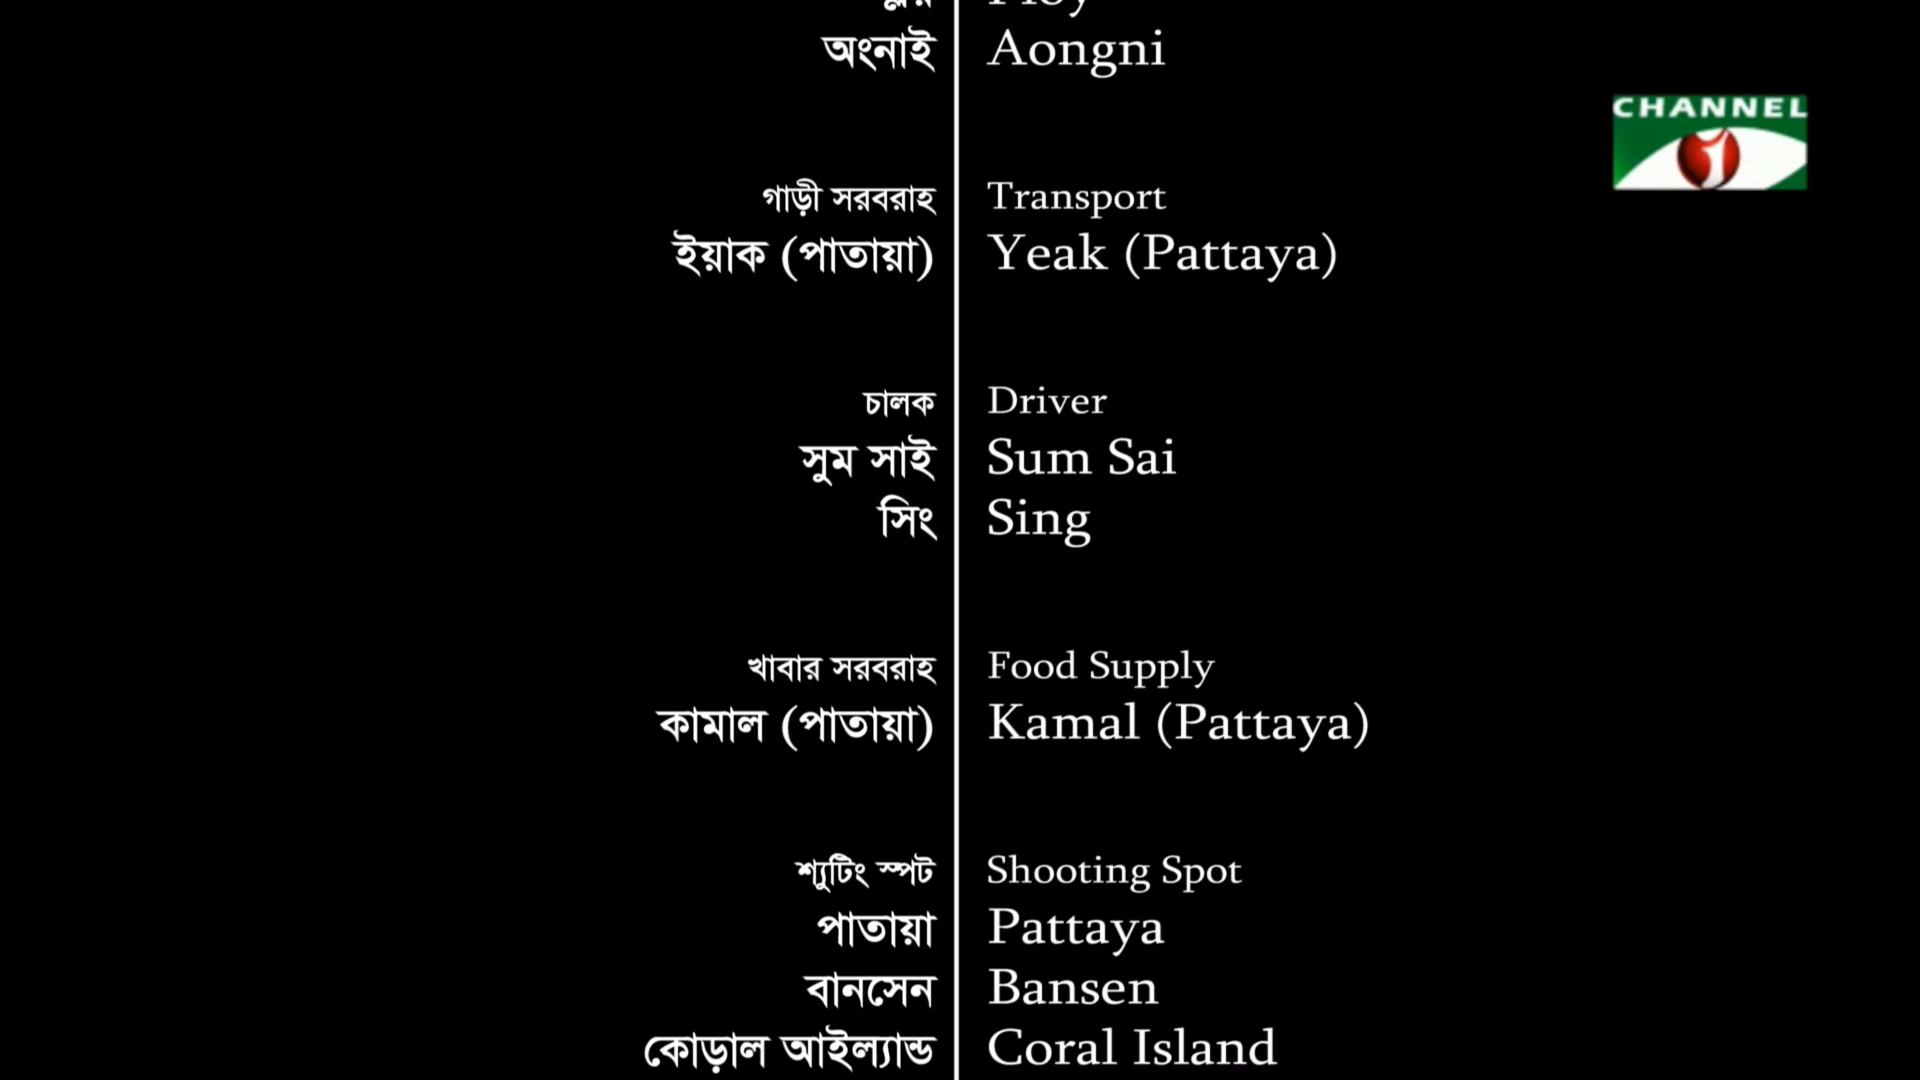 অংনাই Aongni
CHANNEL
গাড়ী সরবরাহ Transport
ইয়াক (পাতায়া) Yeak (Pattaya)
চালক Driver
সুম সাই Sum Sai
সিং Sing
খাবার সরবরাহ Food Supply
কামাল (পাতায়া) Kamal (Pattaya)
শ্যুটিং স্পট Shooting Spot
পাতায়া Pattaya
বানসেন Bansen
কোড়াল আইল্যান্ড Coral Island